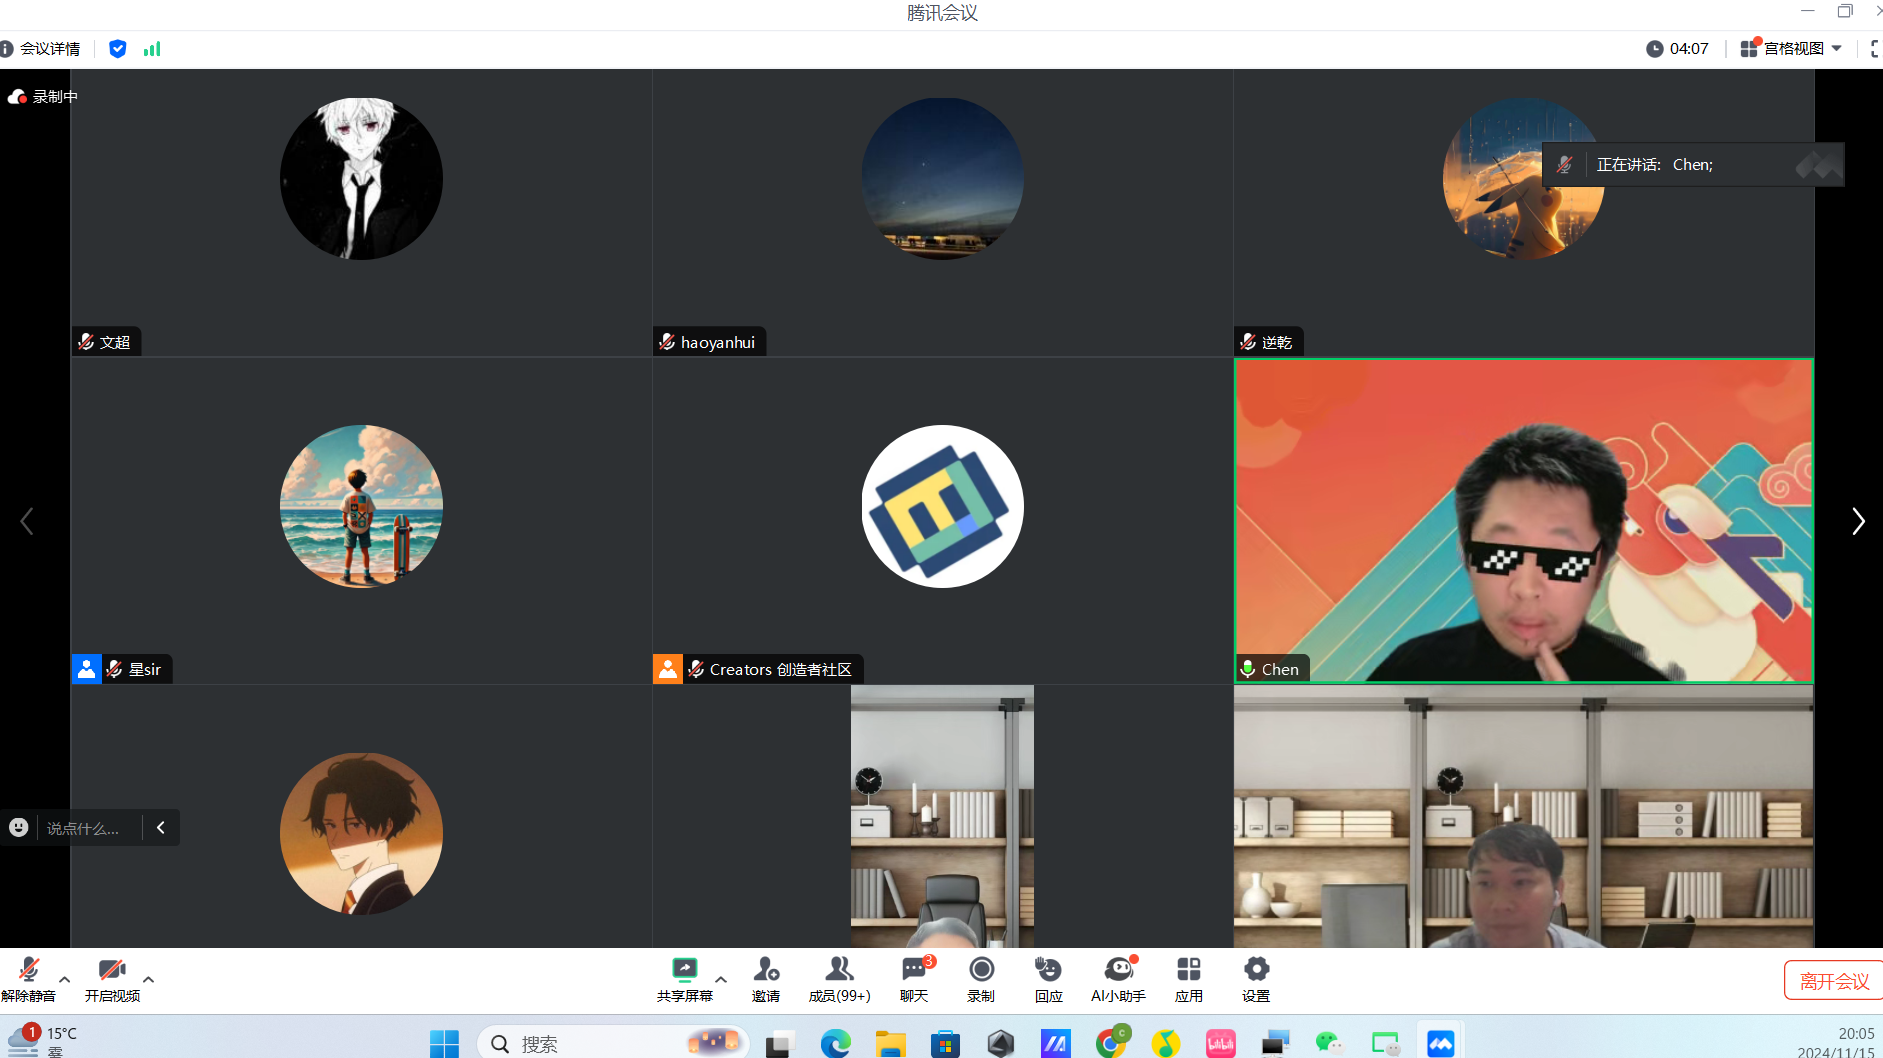 腾讯会议
会议详情
04:07
宫格视图
录制中
正在讲话: Chen;
文超
haoyanhui
逆乾
星sir
Creators 创造者社区
Chen
说点什么...
解除静音
开启视频
共享屏幕
邀请
成员(99+)
3
聊天
录制
回应
AI小助手
应用
设置
离开会议
1
15°C
雾
搜索
C
bilibili
20:05
2024/11/15